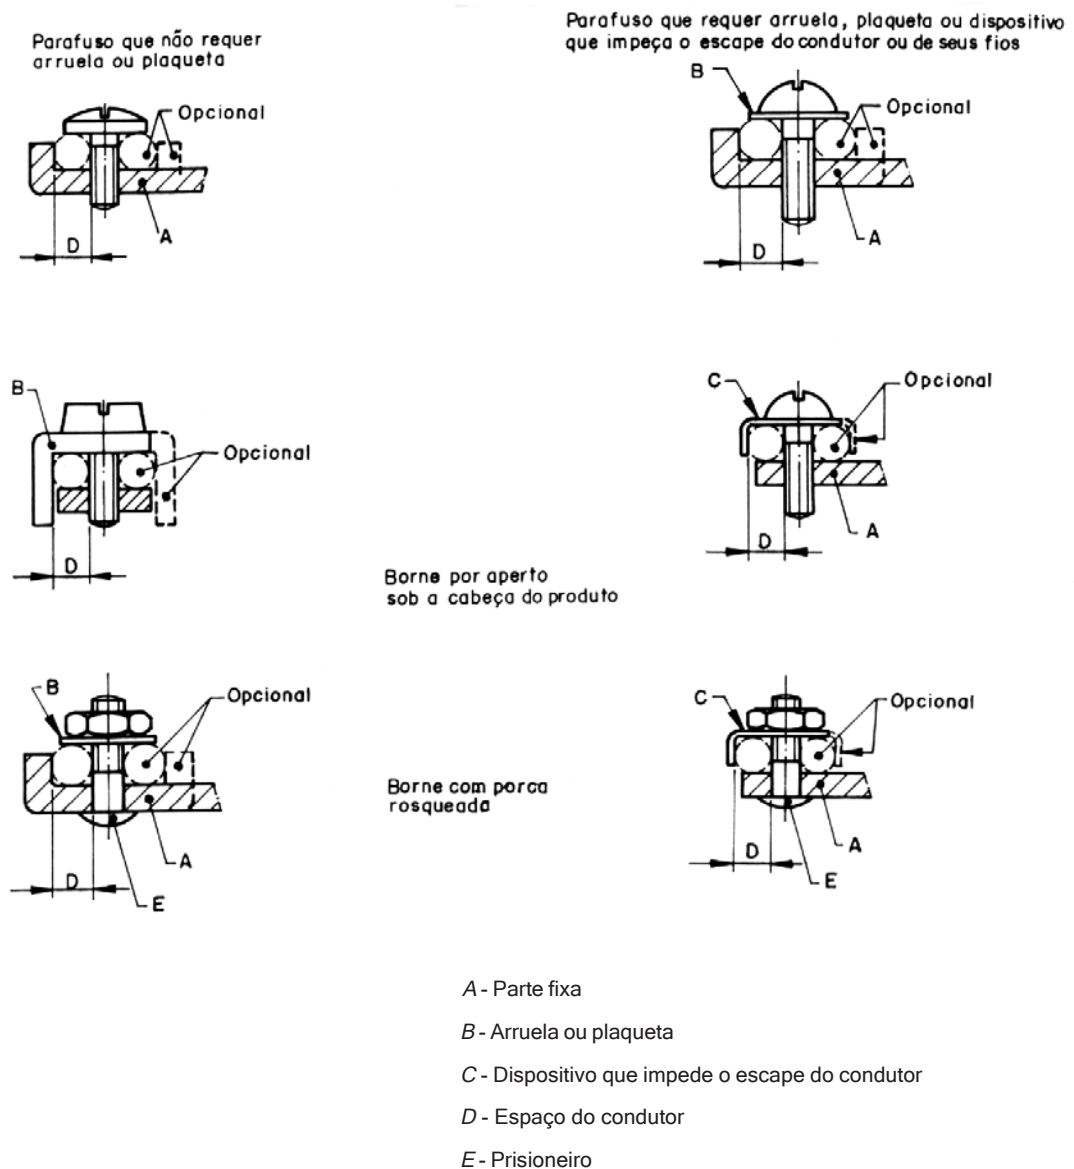 Parafuso que não requer
arruela ou plaqueta
Parafuso que requer arruela, plaqueta ou dispositivo
que impeça o escape do condutor ou de seus fios
Opcional
A
D
B
Opcional
A
D
B
Opcional
D
C
Opcional
A
D
Borne por aperto
sob a cabeça do produto
B
Opcional
A
D
E
C
Opcional
A
D
E
Borne com porca
rosqueada
A - Parte fixa
B - Arruela ou plaqueta
C - Dispositivo que impede o escape do condutor
D - Espaço do condutor
E - Prisioneiro